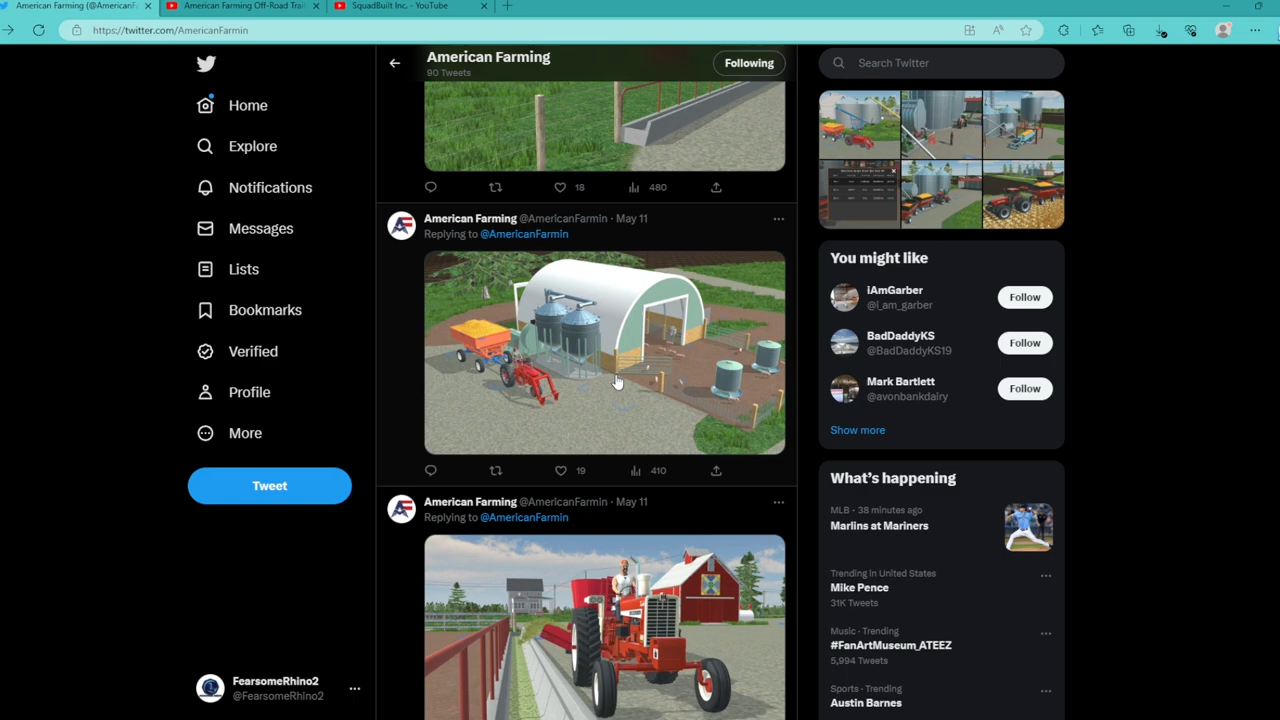 American Farming (@AmericanF
American Farming Off-Road Trai
SquadBuilt Inc. - YouTube
https://twitter.com/AmericanFarmin
Home
Explore
Notifications
Messages
Lists
Bookmarks
Verified
Profile
More
Tweet
FearsomeRhino2
@FearsomeRhino2
American Farming
90 Tweets
Following
18
480
American Farming @AmericanFarmin · May 11
Replying to @AmericanFarmin
19
410
American Farming @AmericanFarmin · May 11
Replying to @AmericanFarmin
Search Twitter
You might like
iAmGarber
@I_am_garber
Follow
BadDaddyKS
@BadDaddyKS19
Follow
Mark Bartlett
@avonbankdairy
Follow
Show more
What's happening
MLB · 38 minutes ago
Marlins at Mariners
Trending in United States
Mike Pence
31K Tweets
Music · Trending
#FanArtMuseum_ATEEZ
5,994 Tweets
Sports · Trending
Austin Barnes